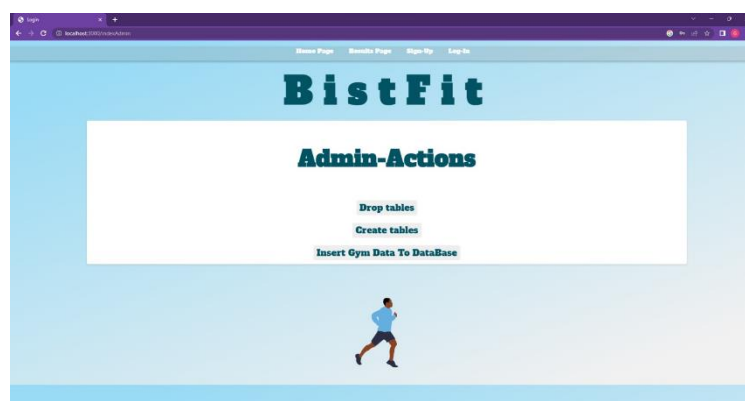 Login
localhost:3000/indexAdmin
Home Page Results Page Sign-Up Log-In
BistFit
Admin-Actions
Drop tables
Create tables
Insert Gym Data To DataBase